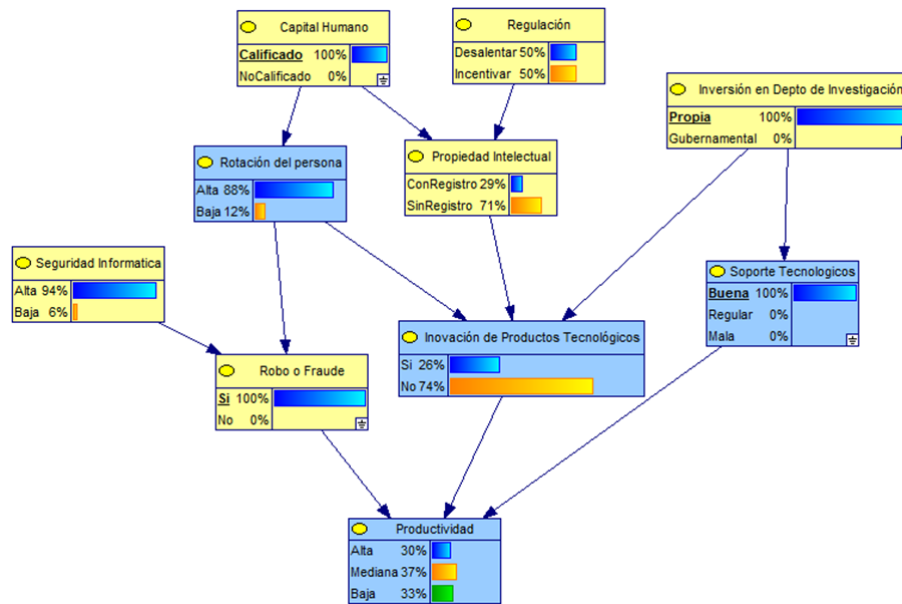 Capital Humano
Calificado 100%
NoCalificado 0%
Regulación
Desalentar 50%
Incentivar 50%
Inversión en Depto de Investigación
Propia 100%
Gubernamental 0%
Rotación del persona
Alta 88%
Baja 12%
Propiedad Intelectual
ConRegistro 29%
SinRegistro 71%
Seguridad Informatica
Alta 94%
Baja 6%
Soporte Tecnologicos
Buena 100%
Regular 0%
Mala 0%
Inovación de Productos Tecnológicos
Si 26%
No 74%
Robo o Fraude
Si 100%
No 0%
Productividad
Alta 30%
Mediana 37%
Baja 33%